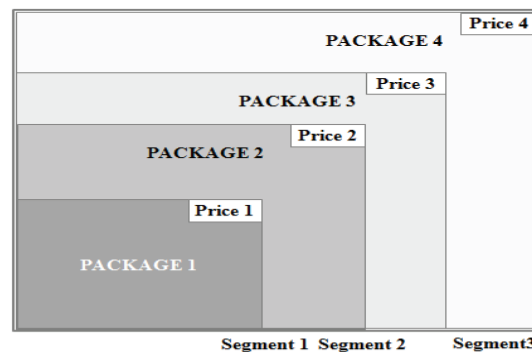 Price 4
PACKAGE 4
Price 3
PACKAGE 3
Price 2
PACKAGE 2
Price 1
PACKAGE 1
Segment 1 Segment 2 Segment3